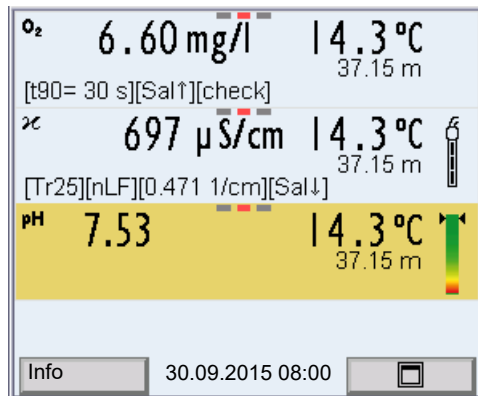 O₂ 6.60 mg/l 14.3 °C
37.15 m
[t90= 30 s][Sal↑][check]
ϰ 697 µS/cm 14.3 °C
37.15 m
[Tr25][nLF][0.471 1/cm][Sal↓]
pH 7.53 14.3 °C
37.15 m
Info 30.09.2015 08:00